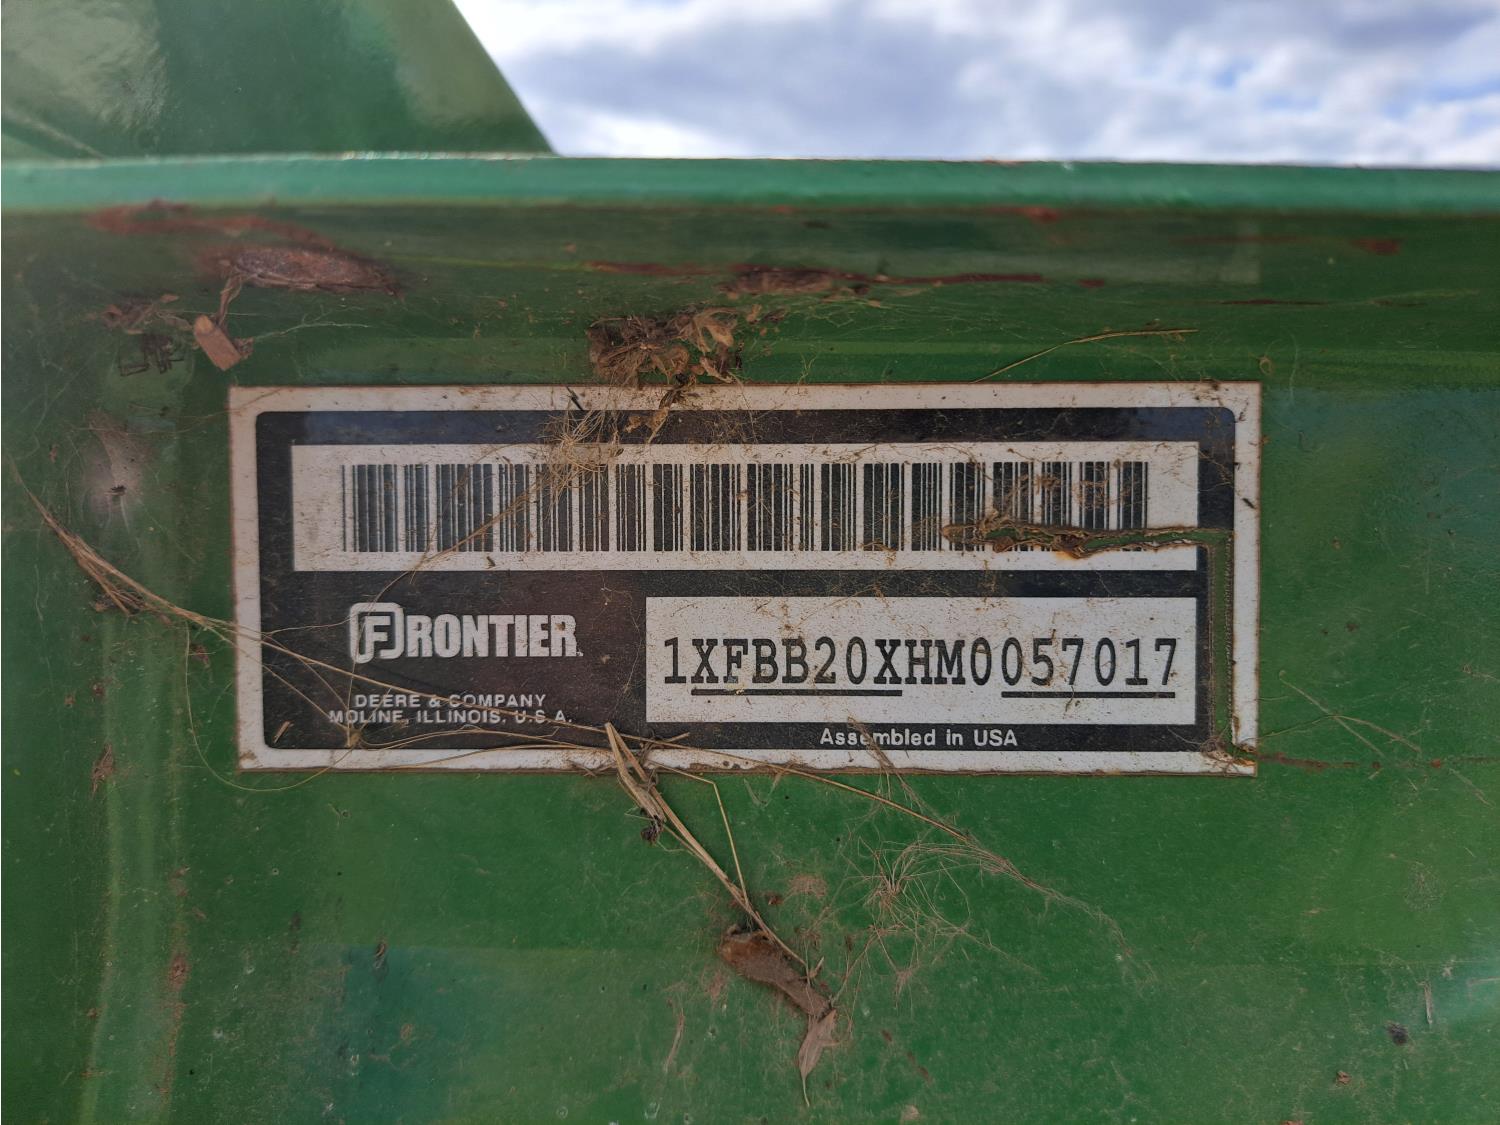 FRONTIER
DEERE & COMPANY
MOLINE, ILLINOIS, U.S.A.
1XFBB20XHM0057017
Assembled in USA